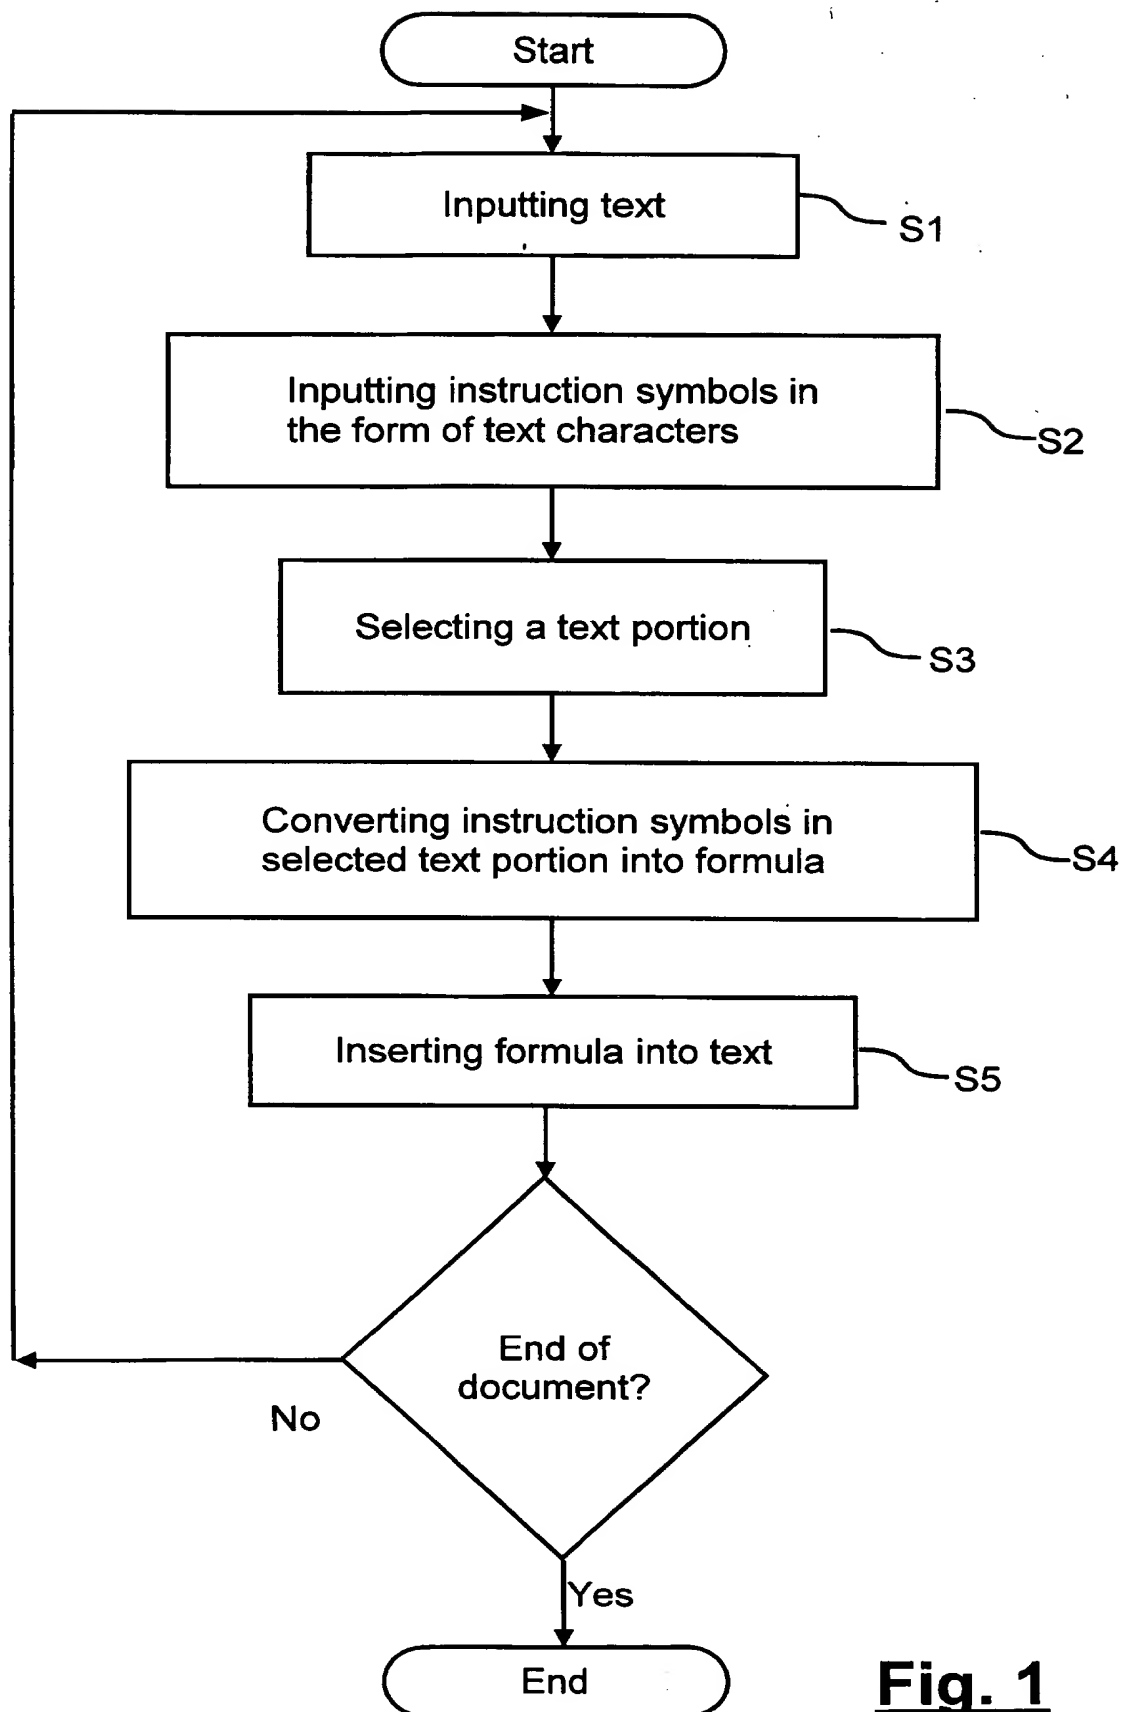 Start
Inputting text
S1
Inputting instruction symbols in
the form of text characters
S2
Selecting a text portion
S3
Converting instruction symbols in
selected text portion into formula
S4
Inserting formula into text
S5
End of
document?
No
Yes
End
Fig. 1